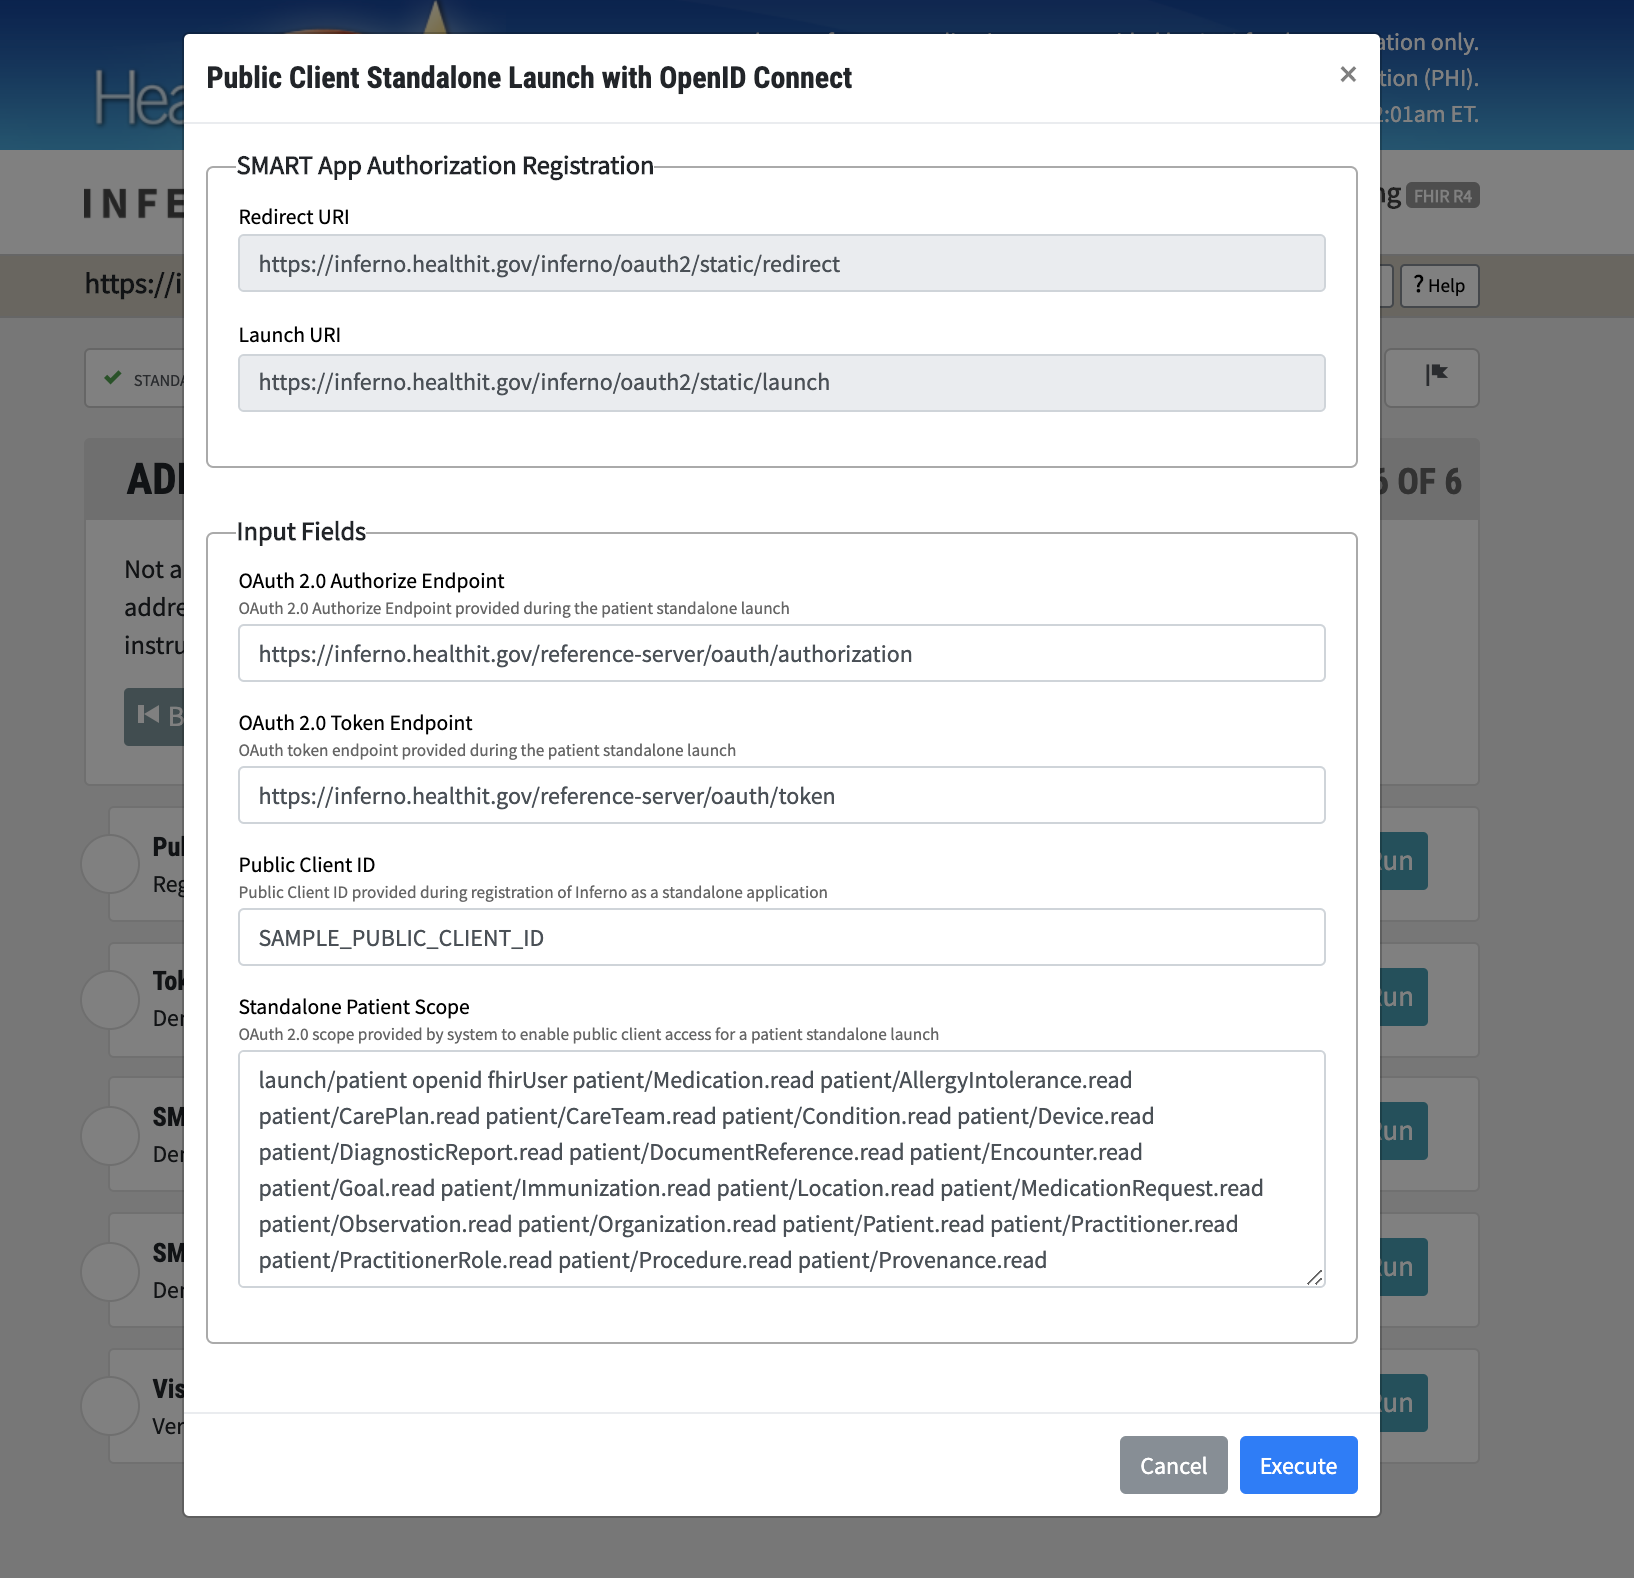 ation only.
tion (PHI).
:01am ET.
Hea
INFE
FHIR R4
https://i
? Help
STANDA
ADI
OF 6
Not a
addre
instru
B
Pul
Reg
Tok
Der
SM
Der
SM
Der
Vis
Ver
Public Client Standalone Launch with OpenID Connect
×
SMART App Authorization Registration
Redirect URI
https://inferno.healthit.gov/inferno/oauth2/static/redirect
Launch URI
https://inferno.healthit.gov/inferno/oauth2/static/launch
Input Fields
OAuth 2.0 Authorize Endpoint
OAuth 2.0 Authorize Endpoint provided during the patient standalone launch
https://inferno.healthit.gov/reference-server/oauth/authorization
OAuth 2.0 Token Endpoint
OAuth token endpoint provided during the patient standalone launch
https://inferno.healthit.gov/reference-server/oauth/token
Public Client ID
Public Client ID provided during registration of Inferno as a standalone application
SAMPLE_PUBLIC_CLIENT_ID
Standalone Patient Scope
OAuth 2.0 scope provided by system to enable public client access for a patient standalone launch
launch/patient openid fhirUser patient/Medication.read patient/AllergyIntolerance.read
patient/CarePlan.read patient/CareTeam.read patient/Condition.read patient/Device.read
patient/DiagnosticReport.read patient/DocumentReference.read patient/Encounter.read
patient/Goal.read patient/Immunization.read patient/Location.read patient/MedicationRequest.read
patient/Observation.read patient/Organization.read patient/Patient.read patient/Practitioner.read
patient/PractitionerRole.read patient/Procedure.read patient/Provenance.read
Cancel
Execute